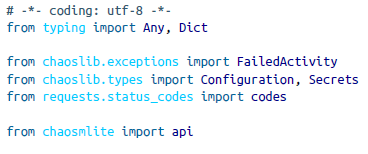 # -*- coding: utf-8 -*-
from typing import Any, Dict
from chaoslib.exceptions import FailedActivity
from chaoslib.types import Configuration, Secrets
from requests.status_codes import codes
from chaosmlite import api